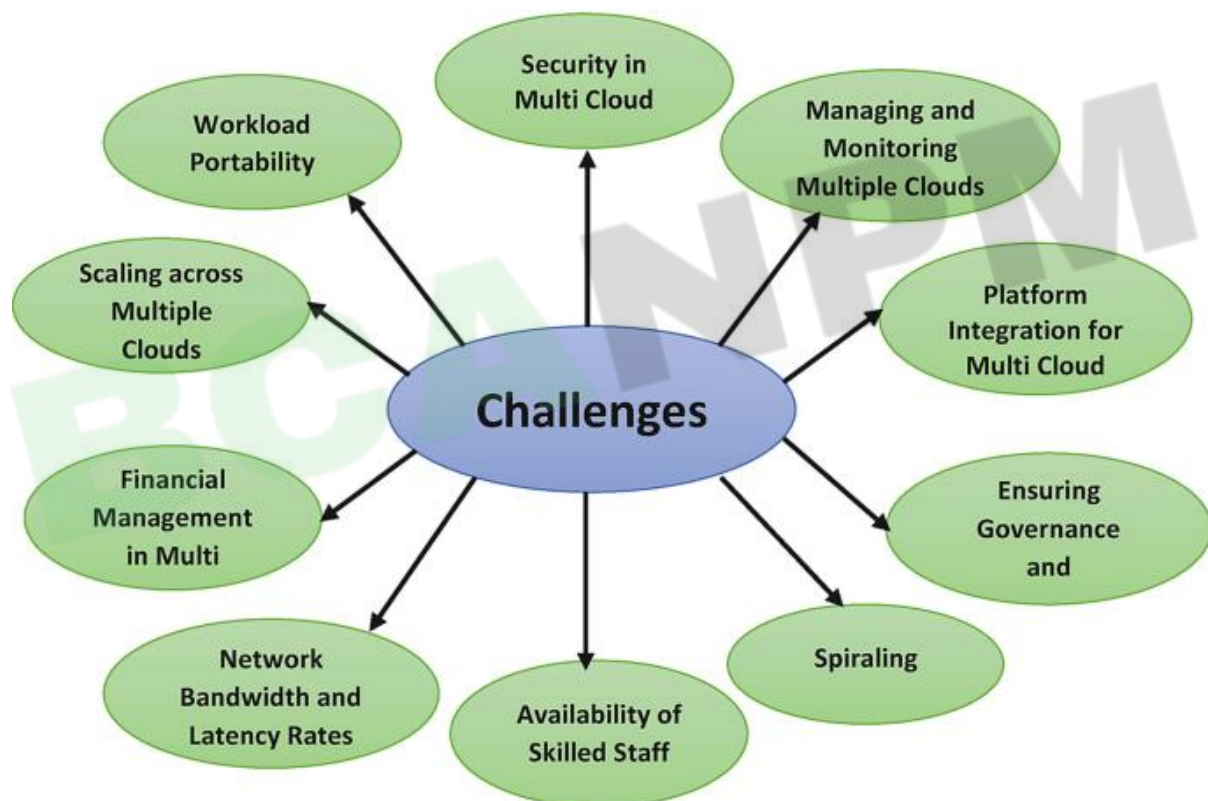 Security in
Multi Cloud
Managing and
Monitoring
Multiple Clouds
Platform
Integration for
Multi Cloud
Ensuring
Governance
and
Spiraling
Availability of
Skilled Staff
Network
Bandwidth and
Latency Rates
Financial
Management
in Multi
Scaling across
Multiple
Clouds
Workload
Portability
Challenges
BCANPM